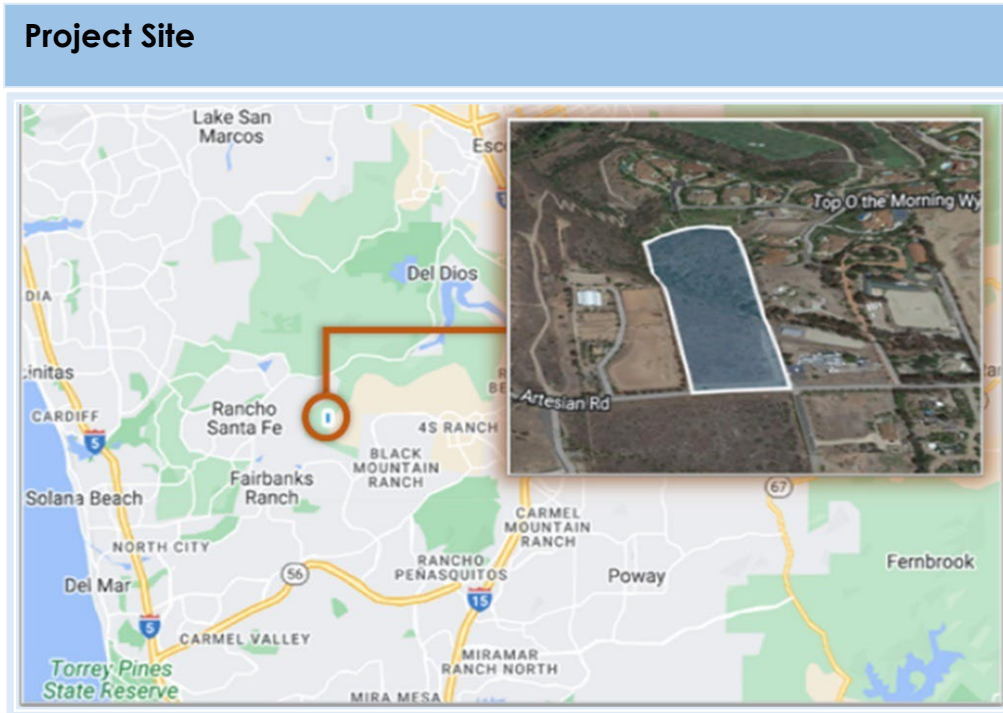 Project Site
Lake San
Marcos
Esc
Top O the Morning Wy
Del Dios
DIA
initas
Artesian Rd
Rancho
Santa Fe
CARDIFF
5
4S RANCH
BLACK
MOUNTAIN
RANCH
Fairbanks
Ranch
67
Solana Beach
CARMEL
MOUNTAIN
RANCH
NORTH CITY
RANCHO
PEÑASQUITOS
Fernbrook
56
Poway
Del Mar
15
5
CARMEL VALLEY
MIRAMAR
RANCH NORTH
Torrey Pines
State Reserve
MIRA MESA